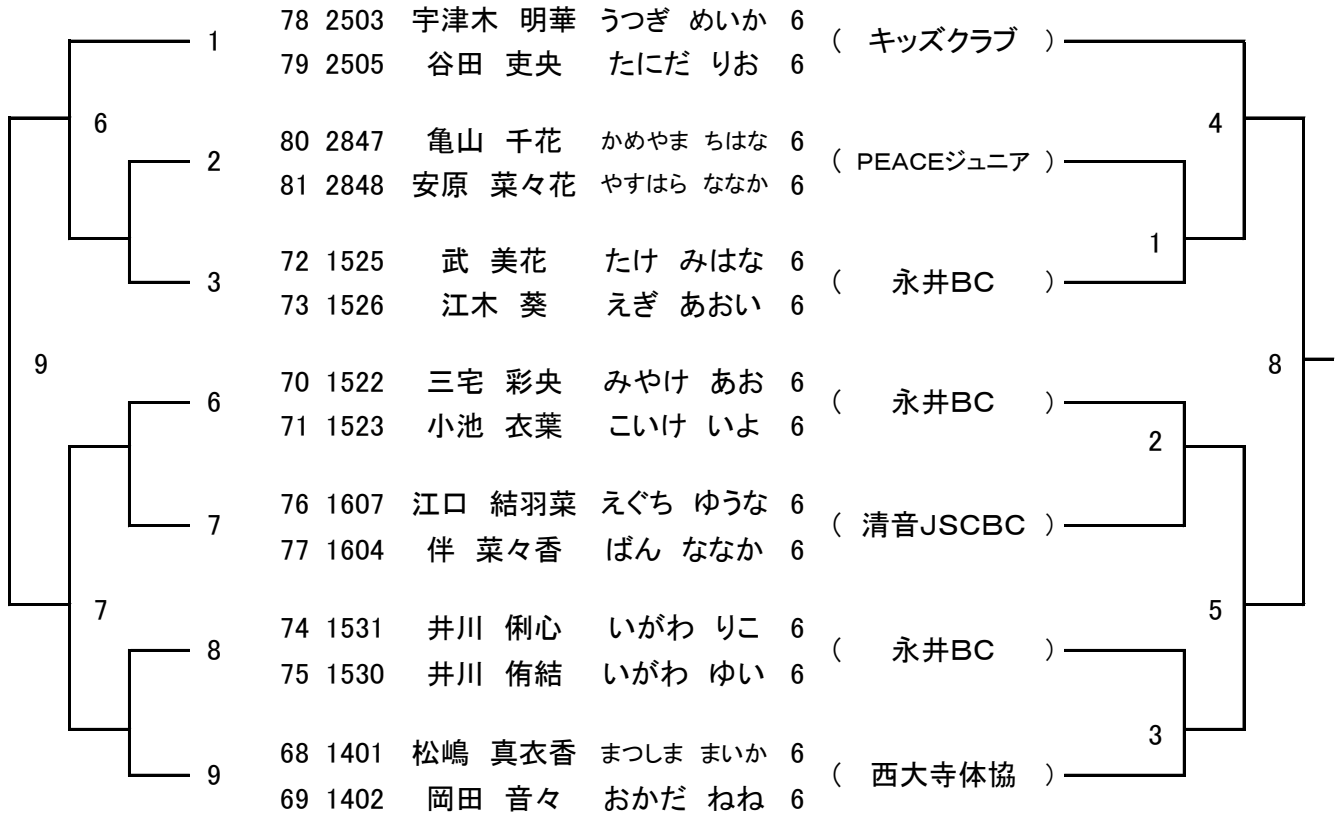 78 2503 宇津木 明華 うつぎ めいか 6
1 ( キッズクラブ )
79 2505 谷田 吏央 たにだ りお 6
6 4
80 2847 亀山 千花 かめやま ちはな 6
2 ( PEACEジュニア )
81 2848 安原 菜々花 やすはら ななか 6
1
72 1525 武 美花 たけ みはな 6
3 ( 永井BC )
73 1526 江木 葵 えぎ あおい 6
9 8
70 1522 三宅 彩央 みやけ あお 6
6 ( 永井BC )
71 1523 小池 衣葉 こいけ いよ 6
2
76 1607 江口 結羽菜 えぐち ゆうな 6
7 ( 清音JSCBC )
77 1604 伴 菜々香 ばん ななか 6
7 5
74 1531 井川 俐心 いがわ りこ 6
8 ( 永井BC )
75 1530 井川 侑結 いがわ ゆい 6
3
68 1401 松嶋 真衣香 まつしま まいか 6
9 ( 西大寺体協 )
69 1402 岡田 音々 おかだ ねね 6